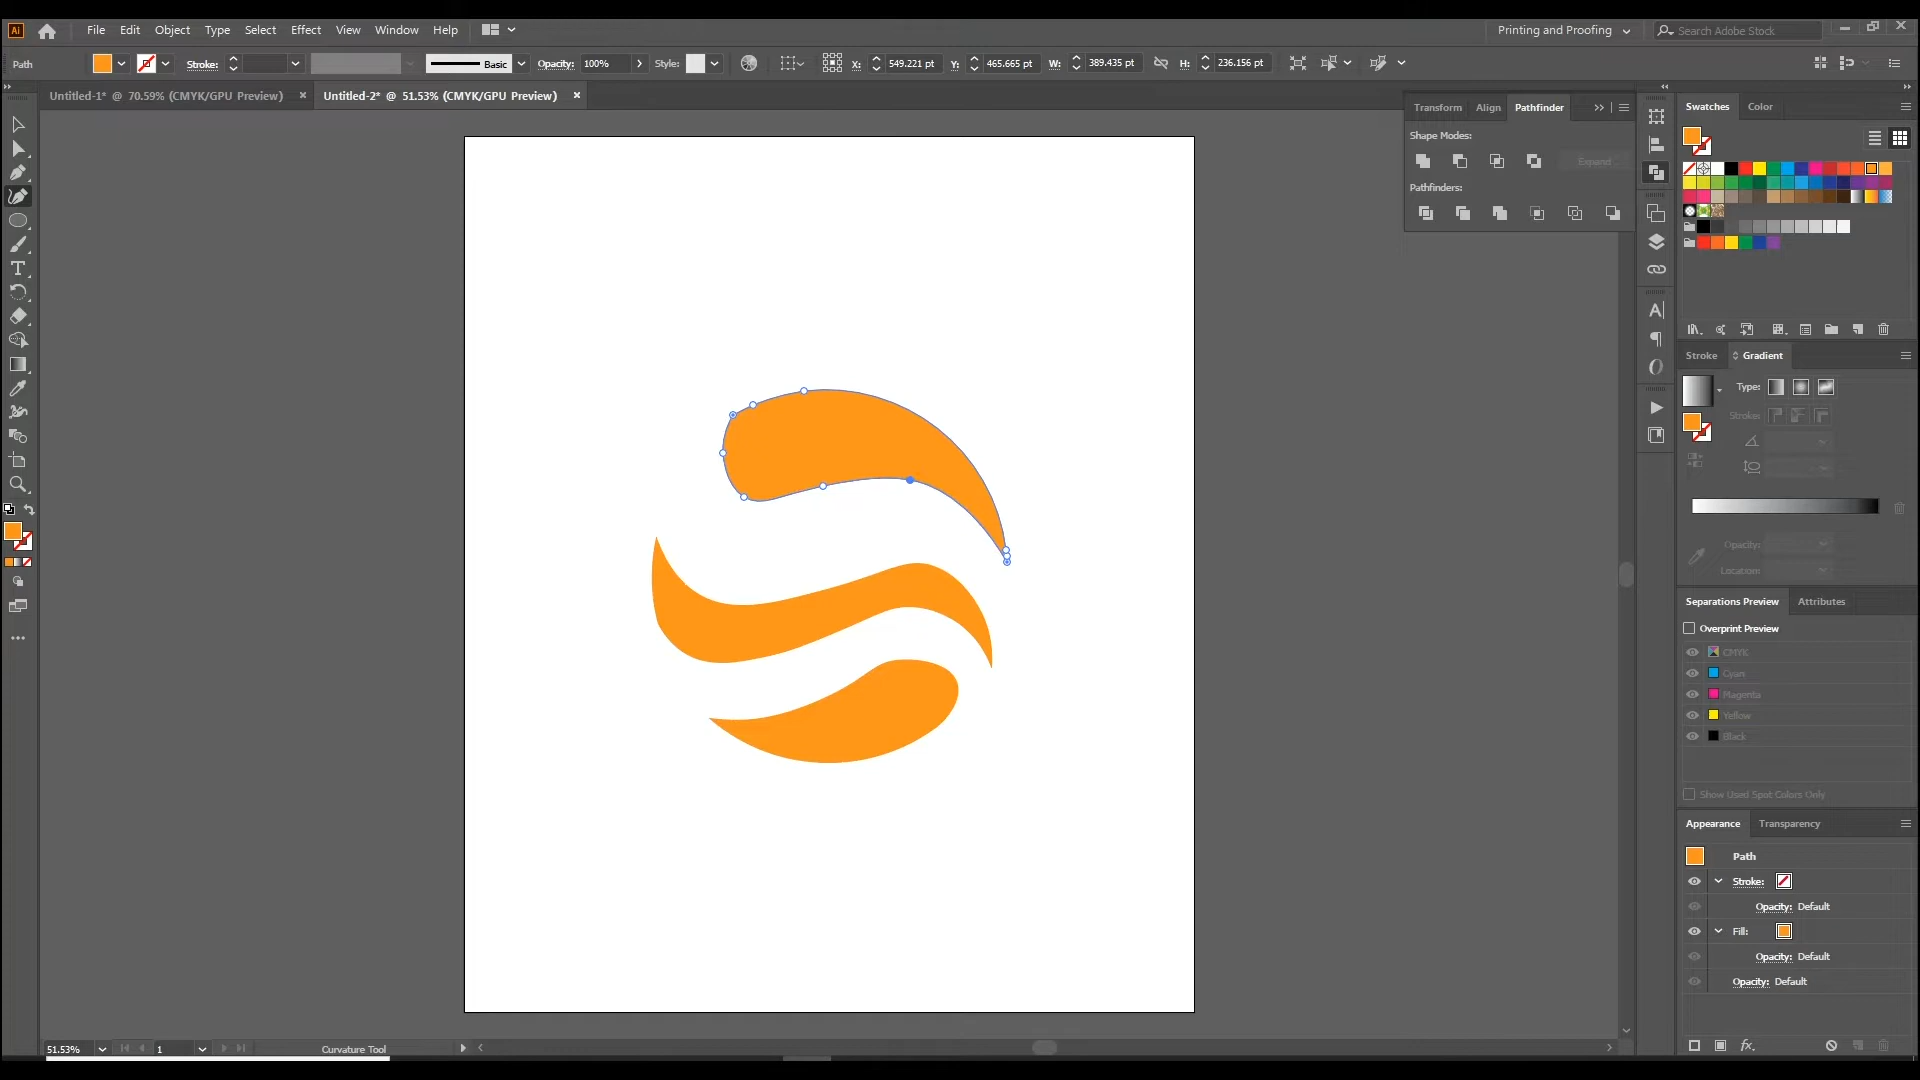 Ai File Edit Object Type Select Effect View Window Help Printing and Proofing Search Adobe Stock
Path Stroke: Basic Opacity: 100% Style: X: 549.221 pt Y: 465.665 pt W: 389.435 pt H: 236.156 pt
Untitled-1* @ 70.59% (CMYK/GPU Preview) × Untitled-2* @ 51.53% (CMYK/GPU Preview) ×
Transform Align Pathfinder
Shape Modes:
Expand
Pathfinders:
Swatches Color
Stroke Gradient
Type:
Stroke:
Opacity:
Location:
Separations Preview Attributes
Overprint Preview
CMYK
Cyan
Magenta
Yellow
Black
Show Used Spot Colors Only
Appearance Transparency
Path
Stroke:
Opacity: Default
Fill:
Opacity: Default
Opacity: Default
fx
51.53% 1 Curvature Tool